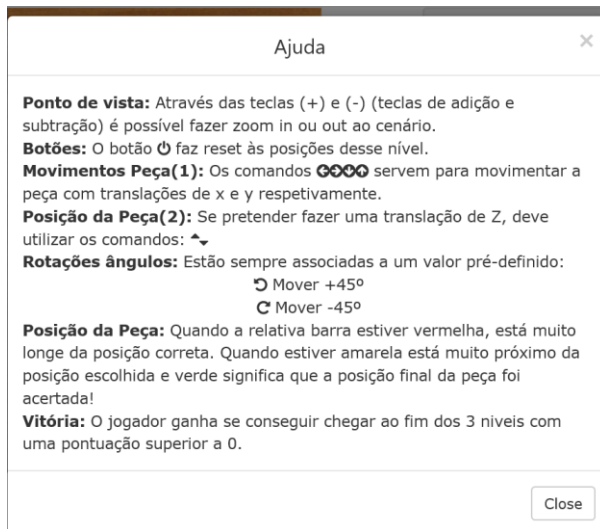 Ajuda
×
Ponto de vista: Através das teclas (+) e (-) (teclas de adição e
subtração) é possível fazer zoom in ou out ao cenário.
Botões: O botão faz reset às posições desse nível.
Movimentos Peça(1): Os comandos servem para movimentar a
peça com translações de x e y respetivamente.
Posição da Peça(2): Se pretender fazer uma translação de Z, deve
utilizar os comandos:
Rotações ângulos: Estão sempre associadas a um valor pré-definido:
Mover +45º
Mover -45º
Posição da Peça: Quando a relativa barra estiver vermelha, está muito
longe da posição correta. Quando estiver amarela está muito próximo da
posição escolhida e verde significa que a posição final da peça foi
acertada!
Vitória: O jogador ganha se conseguir chegar ao fim dos 3 niveis com
uma pontuação superior a 0.
Close